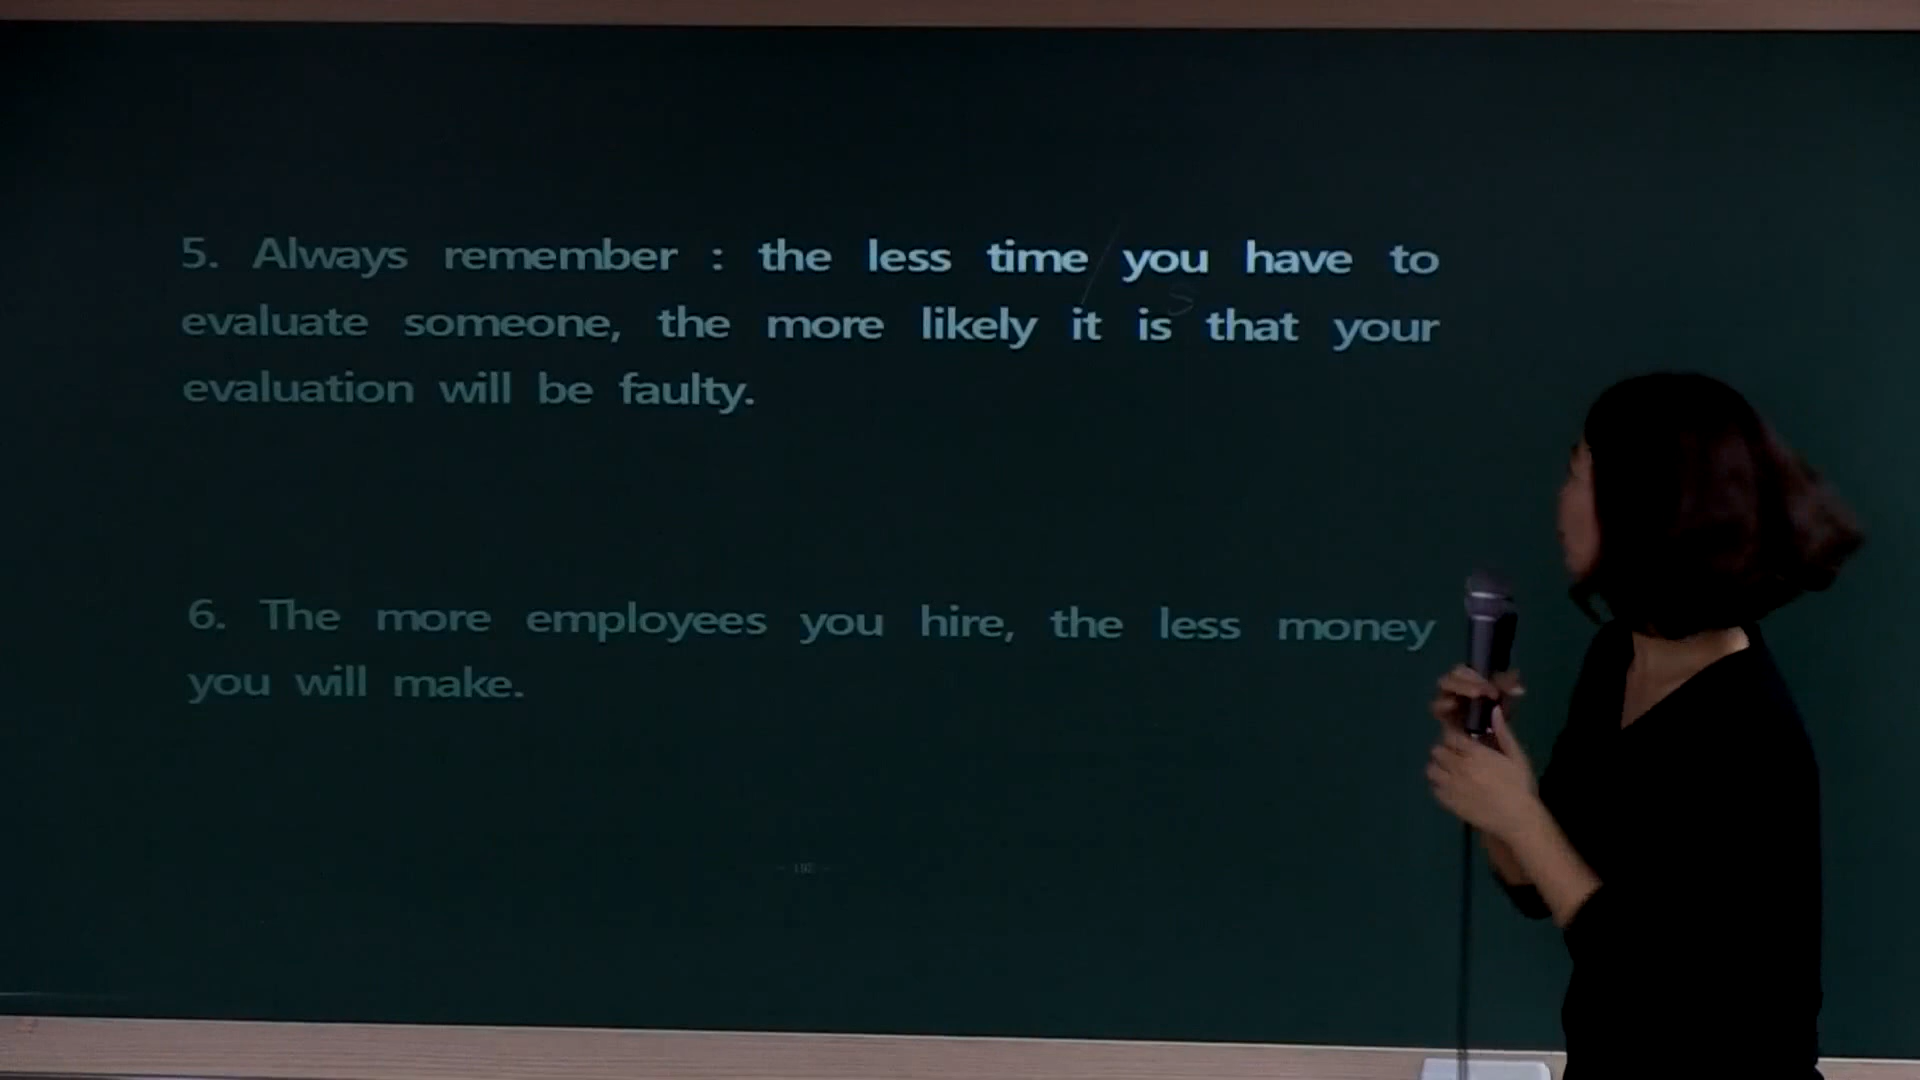 5. Always remember : the less time you have to
evaluate someone, the more likely it is that your
evaluation will be faulty.
6. The more employees you hire, the less money
you will make.